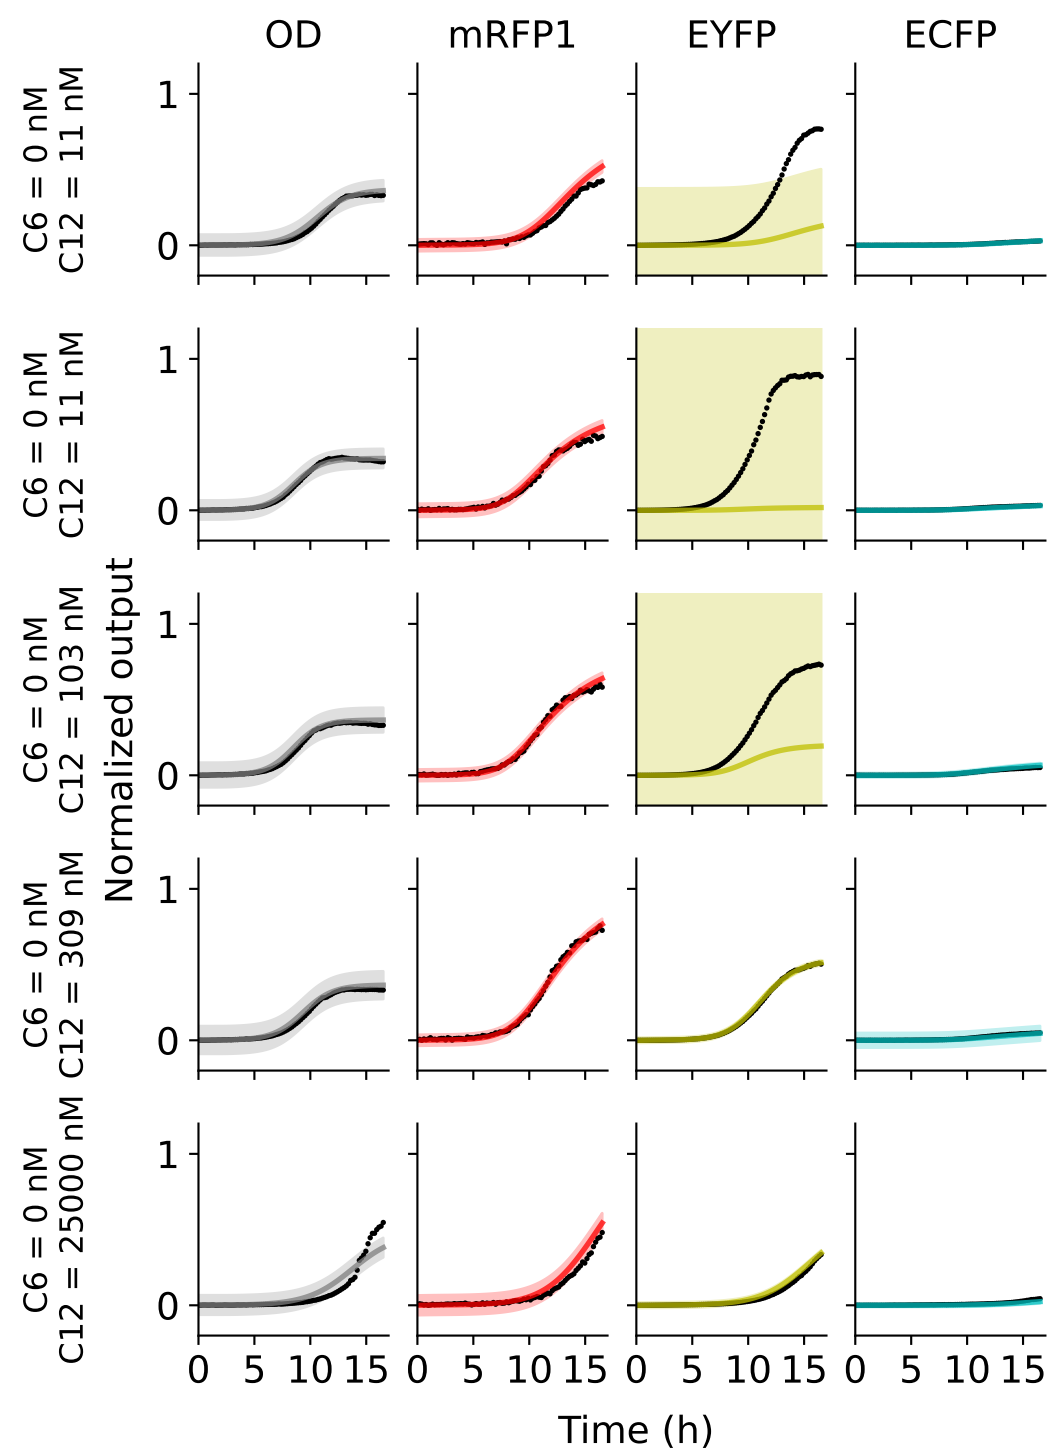 OD mRFP1 EYFP ECFP
C6 = 0 nM
C12 = 11 nM
1
0
C6 = 0 nM
C12 = 11 nM
1
0
C6 = 0 nM
C12 = 103 nM
1
0
Normalized output
C6 = 0 nM
C12 = 309 nM
1
0
C6 = 0 nM
C12 = 25000 nM
1
0
0 5 10 15 0 5 10 15 0 5 10 15 0 5 10 15
Time (h)